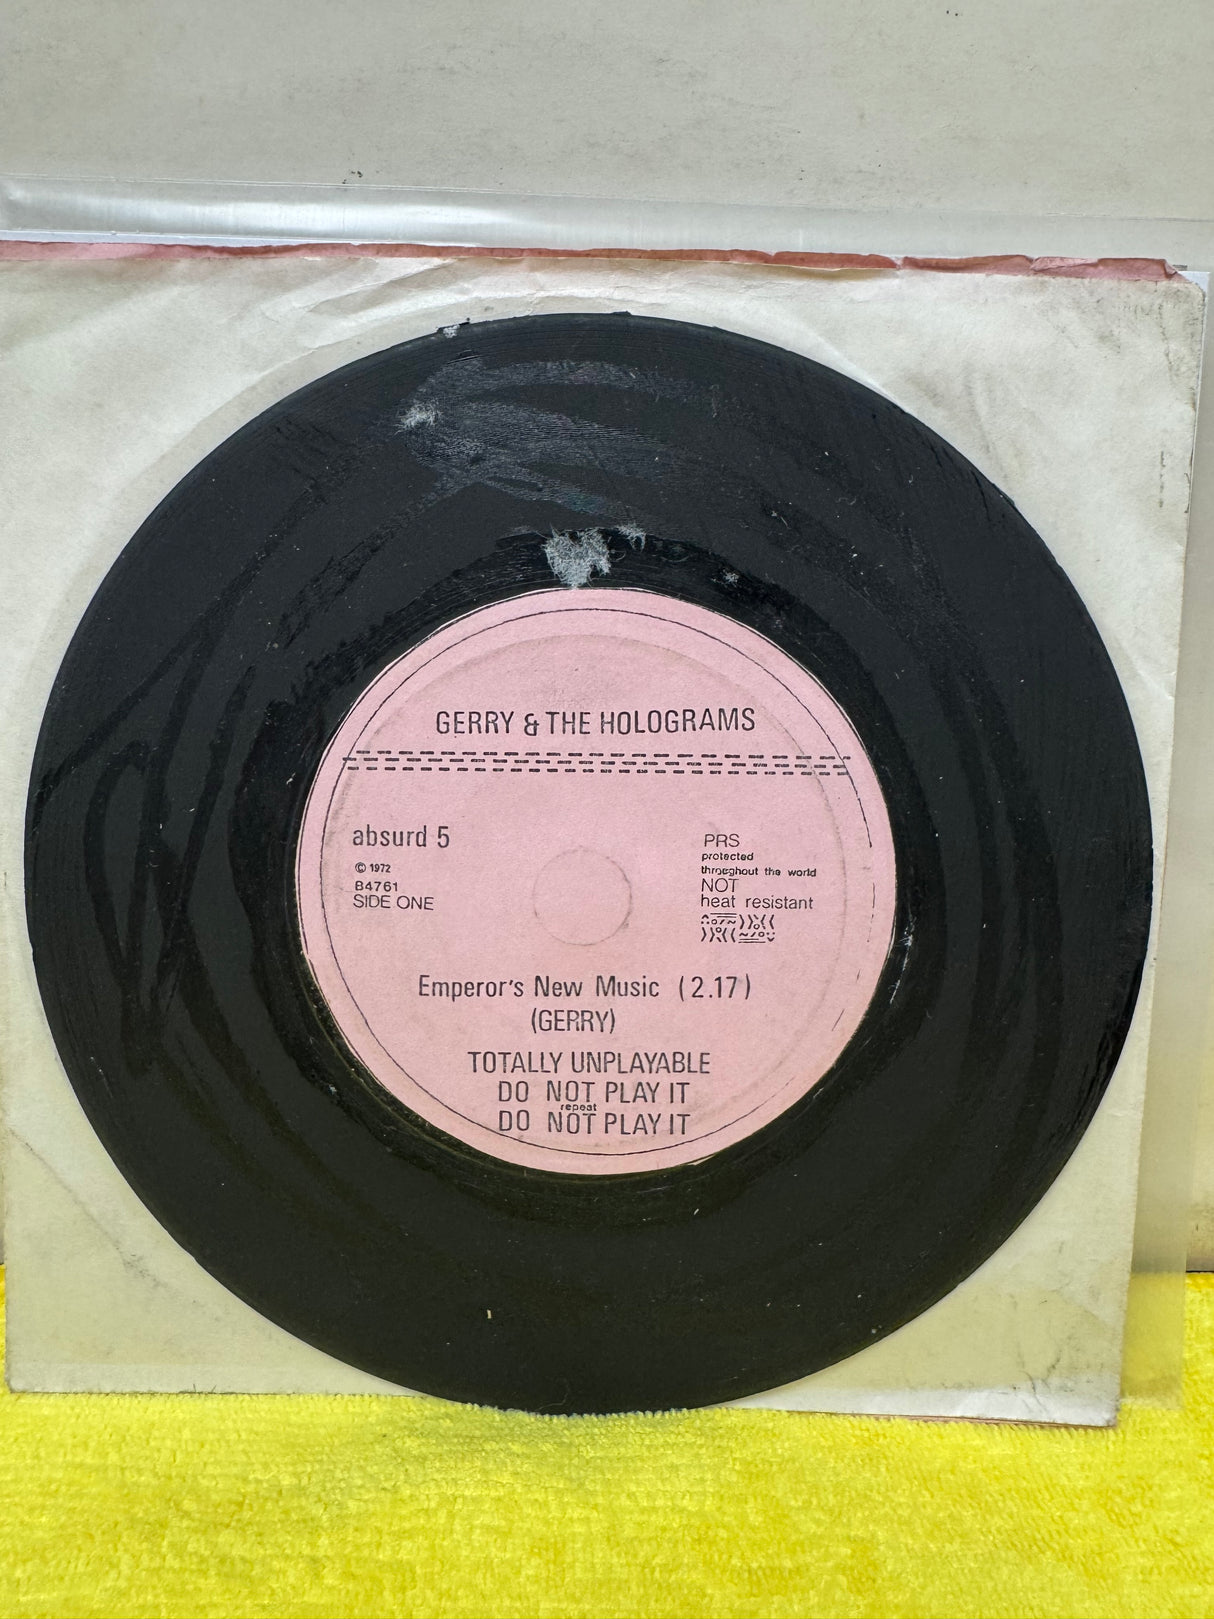 GERRY & THE HOLOGRAMS
absurd 5
© 1972
B4761
SIDE ONE
PRS
protected
throughout the world
NOT
heat resistant
Emperor's New Music (2.17)
(GERRY)
TOTALLY UNPLAYABLE
DO NOT PLAY IT
repeat
DO NOT PLAY IT